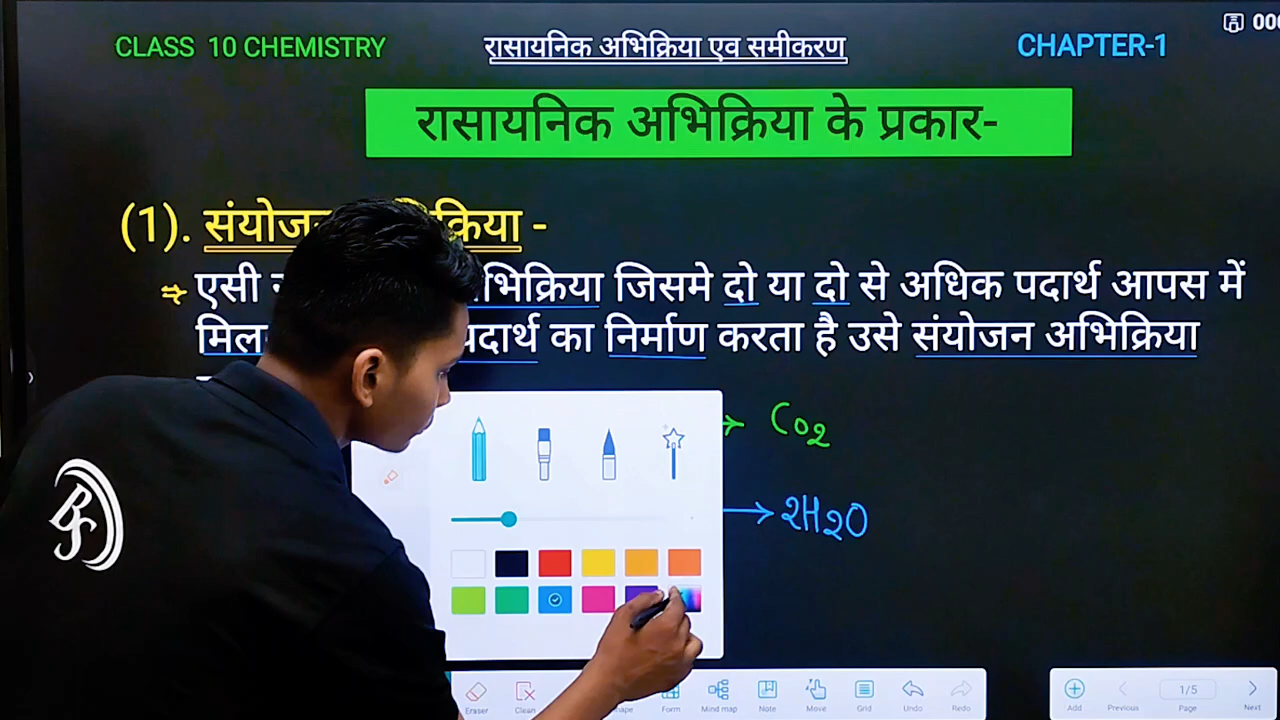 000
CLASS 10 CHEMISTRY
रासायनिक अभिक्रिया एव समीकरण
CHAPTER-1
रासायनिक अभिक्रिया के प्रकार-
(1). क्रिया -
⇒ एसी जिसमे दो या दो से अधिक पदार्थ आपस में
का निर्माण करता है उसे संयोजन अभिक्रिया
→ CO2
→ 2H2O
BS
Eraser Clean Form Mind map Note Move Grid Undo Redo
Add Previous 1/5 Page Next